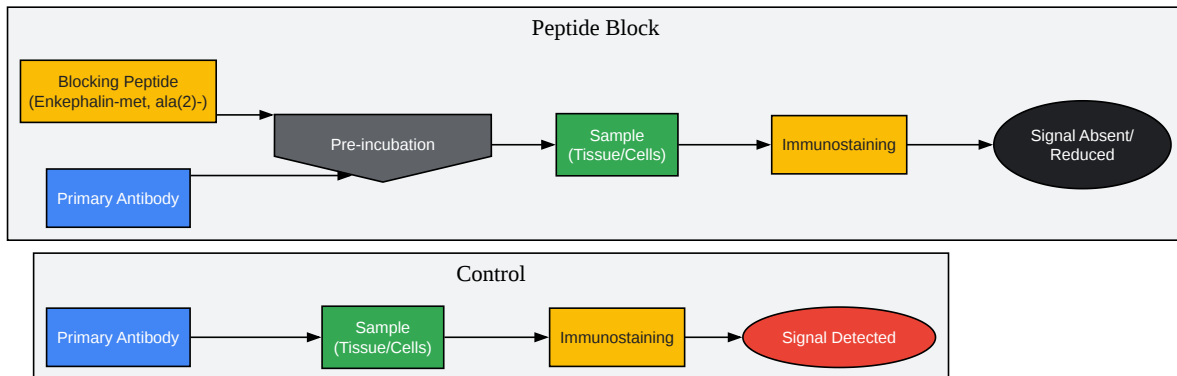 Peptide Block
Blocking Peptide
(Enkephalin-met, ala(2)-)
Pre-incubation
Sample
(Tissue/Cells)
Immunostaining
Signal Absent/
Reduced
Primary Antibody
Control
Primary Antibody
Sample
(Tissue/Cells)
Immunostaining
Signal Detected